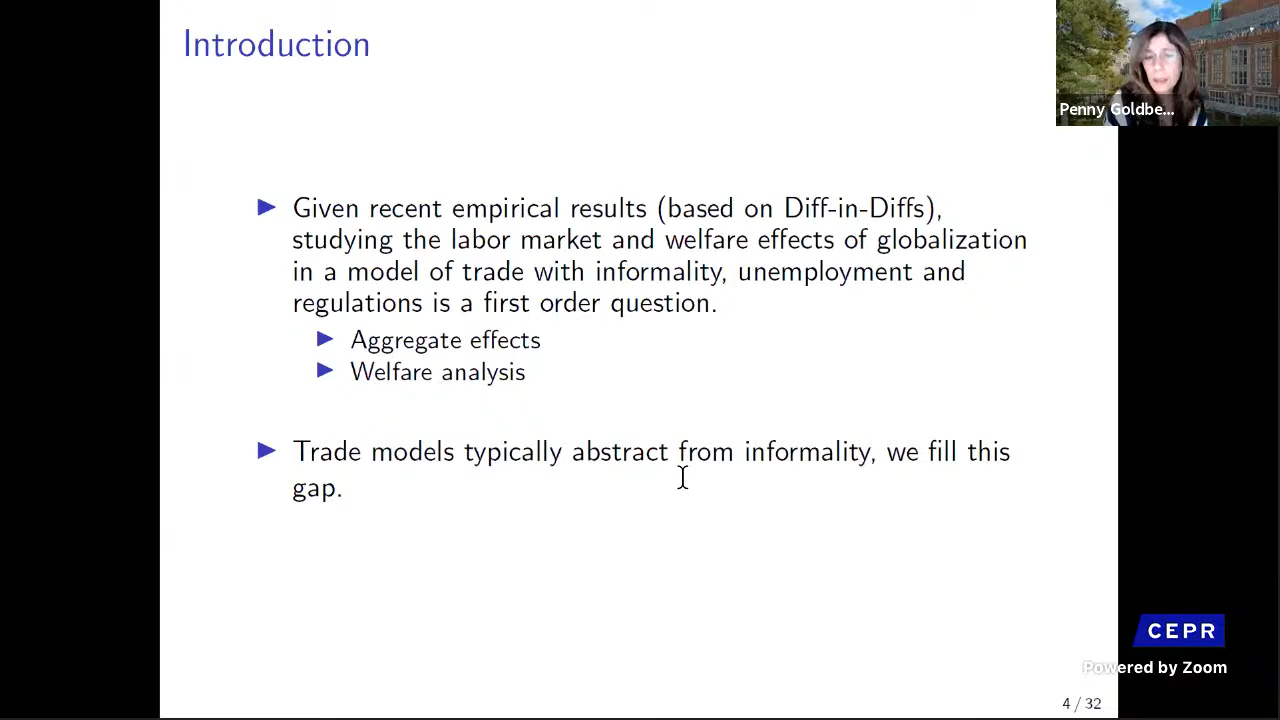 Introduction
Penny Goldbe...
Given recent empirical results (based on Diff-in-Diffs),
studying the labor market and welfare effects of globalization
in a model of trade with informality, unemployment and
regulations is a first order question.
Aggregate effects
Welfare analysis
Trade models typically abstract from informality, we fill this
gap.
CEPR
Powered by Zoom
4 / 32